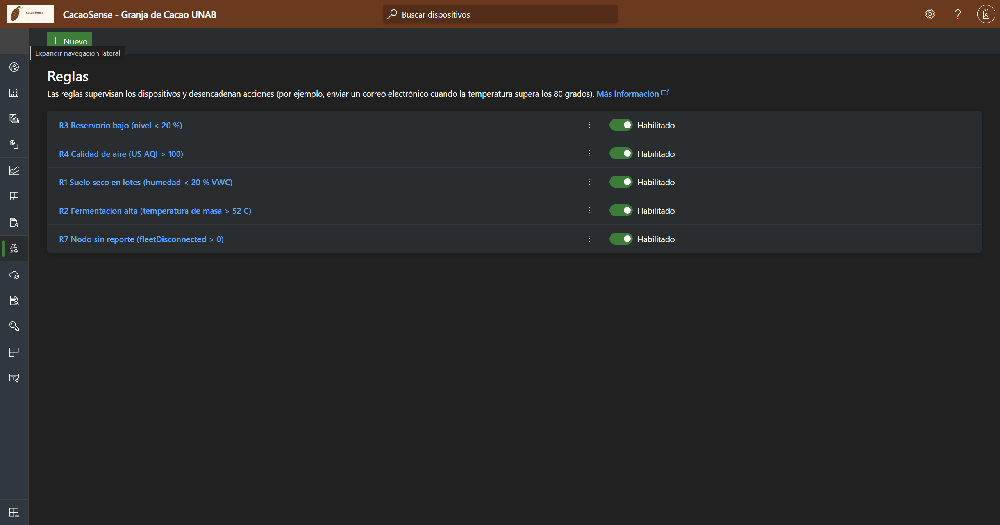 CacaoSense
CacaoSense - Granja de Cacao UNAB
Buscar dispositivos
Nuevo
Expandir navegación lateral
Reglas
Las reglas supervisan los dispositivos y desencadenan acciones (por ejemplo, enviar un correo electrónico cuando la temperatura supera los 80 grados). Más información
R3 Reservorio bajo (nivel < 20 %)
Habilitado
R4 Calidad de aire (US AQI > 100)
Habilitado
R1 Suelo seco en lotes (humedad < 20 % VWC)
Habilitado
R2 Fermentacion alta (temperatura de masa > 52 C)
Habilitado
R7 Nodo sin reporte (fleetDisconnected > 0)
Habilitado